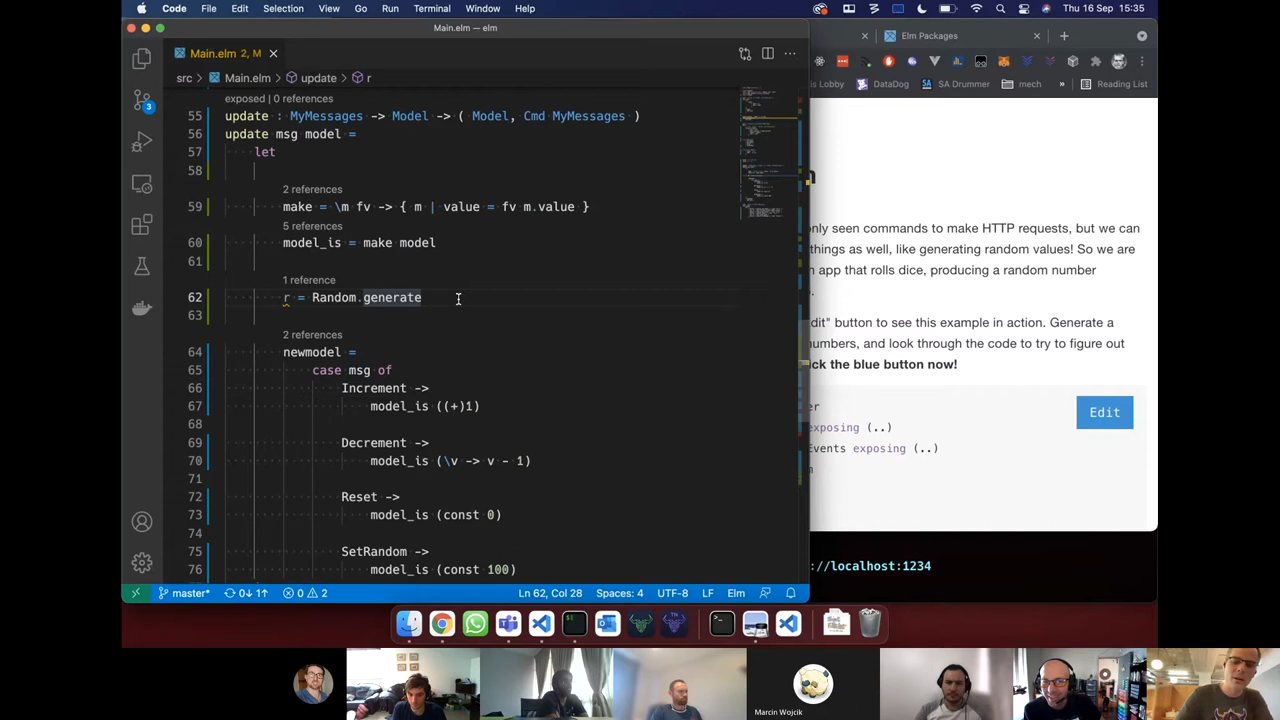 Code File Edit Selection View Go Run Terminal Window Help Thu 16 Sep 15:35
Main.elm — elm
Main.elm 2, M
Elm Packages
src > Main.elm > update > r
is Lobby DataDog SA Drummer mech » Reading List
exposed | 0 references
55 update : MyMessages -> Model -> ( Model, Cmd MyMessages )
56 update msg model =
57 let
58
2 references
59 make = \m fv -> { m | value = fv m.value }
5 references
60 model_is = make model
61
1 reference
62 r = Random.generate
63
2 references
64 newmodel =
65 case msg of
66 Increment ->
67 model_is ((+)1)
68
69 Decrement ->
70 model_is (\v -> v - 1)
71
72 Reset ->
73 model_is (const 0)
74
75 SetRandom ->
76 model_is (const 100)
3
only seen commands to make HTTP requests, but we can
things as well, like generating random values! So we are
app that rolls dice, producing a random number
dit" button to see this example in action. Generate a
numbers, and look through the code to try to figure out
ck the blue button now!
Edit
er
exposing (..)
Events exposing (..)
://localhost:1234
master* 0↓ 1↑ 0 2 Ln 62, Col 28 Spaces: 4 UTF-8 LF Elm
Marcin Wojcik